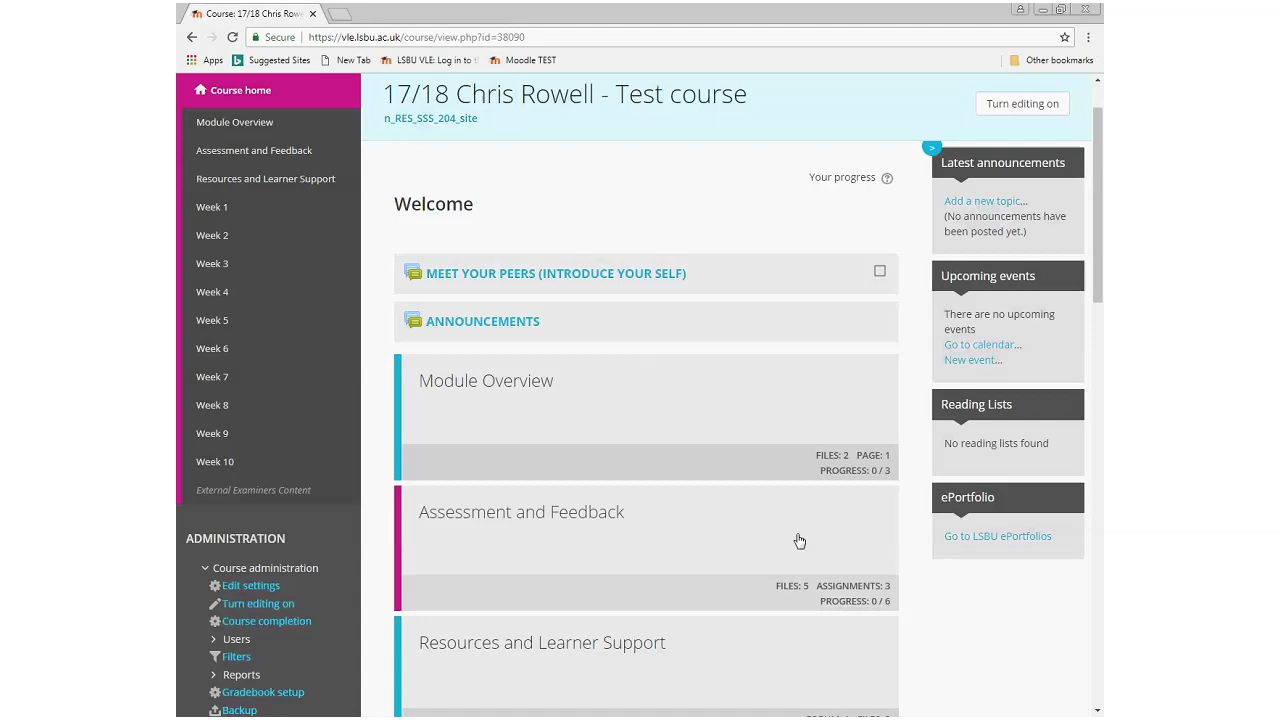 Course: 17/18 Chris Rowe
Secure
https://vle.lsbu.ac.uk/course/view.php?id=38090
Apps
Suggested Sites
New Tab
LSBU VLE: Log in to
Moodle TEST
Other bookmarks
Course home
Module Overview
Assessment and Feedback
Resources and Learner Support
Week 1
Week 2
Week 3
Week 4
Week 5
Week 6
Week 7
Week 8
Week 9
Week 10
External Examiners Content
ADMINISTRATION
Course administration
Edit settings
Turn editing on
Course completion
Users
Filters
Reports
Gradebook setup
Backup
17/18 Chris Rowell - Test course
n_RES_SSS_204_site
Turn editing on
Your progress
Welcome
MEET YOUR PEERS (INTRODUCE YOUR SELF)
ANNOUNCEMENTS
Module Overview
FILES: 2 PAGE: 1
PROGRESS: 0 / 3
Assessment and Feedback
FILES: 5 ASSIGNMENTS: 3
PROGRESS: 0 / 6
Resources and Learner Support
Latest announcements
Add a new topic...
(No announcements have
been posted yet.)
Upcoming events
There are no upcoming
events
Go to calendar...
New event...
Reading Lists
No reading lists found
ePortfolio
Go to LSBU ePortfolios